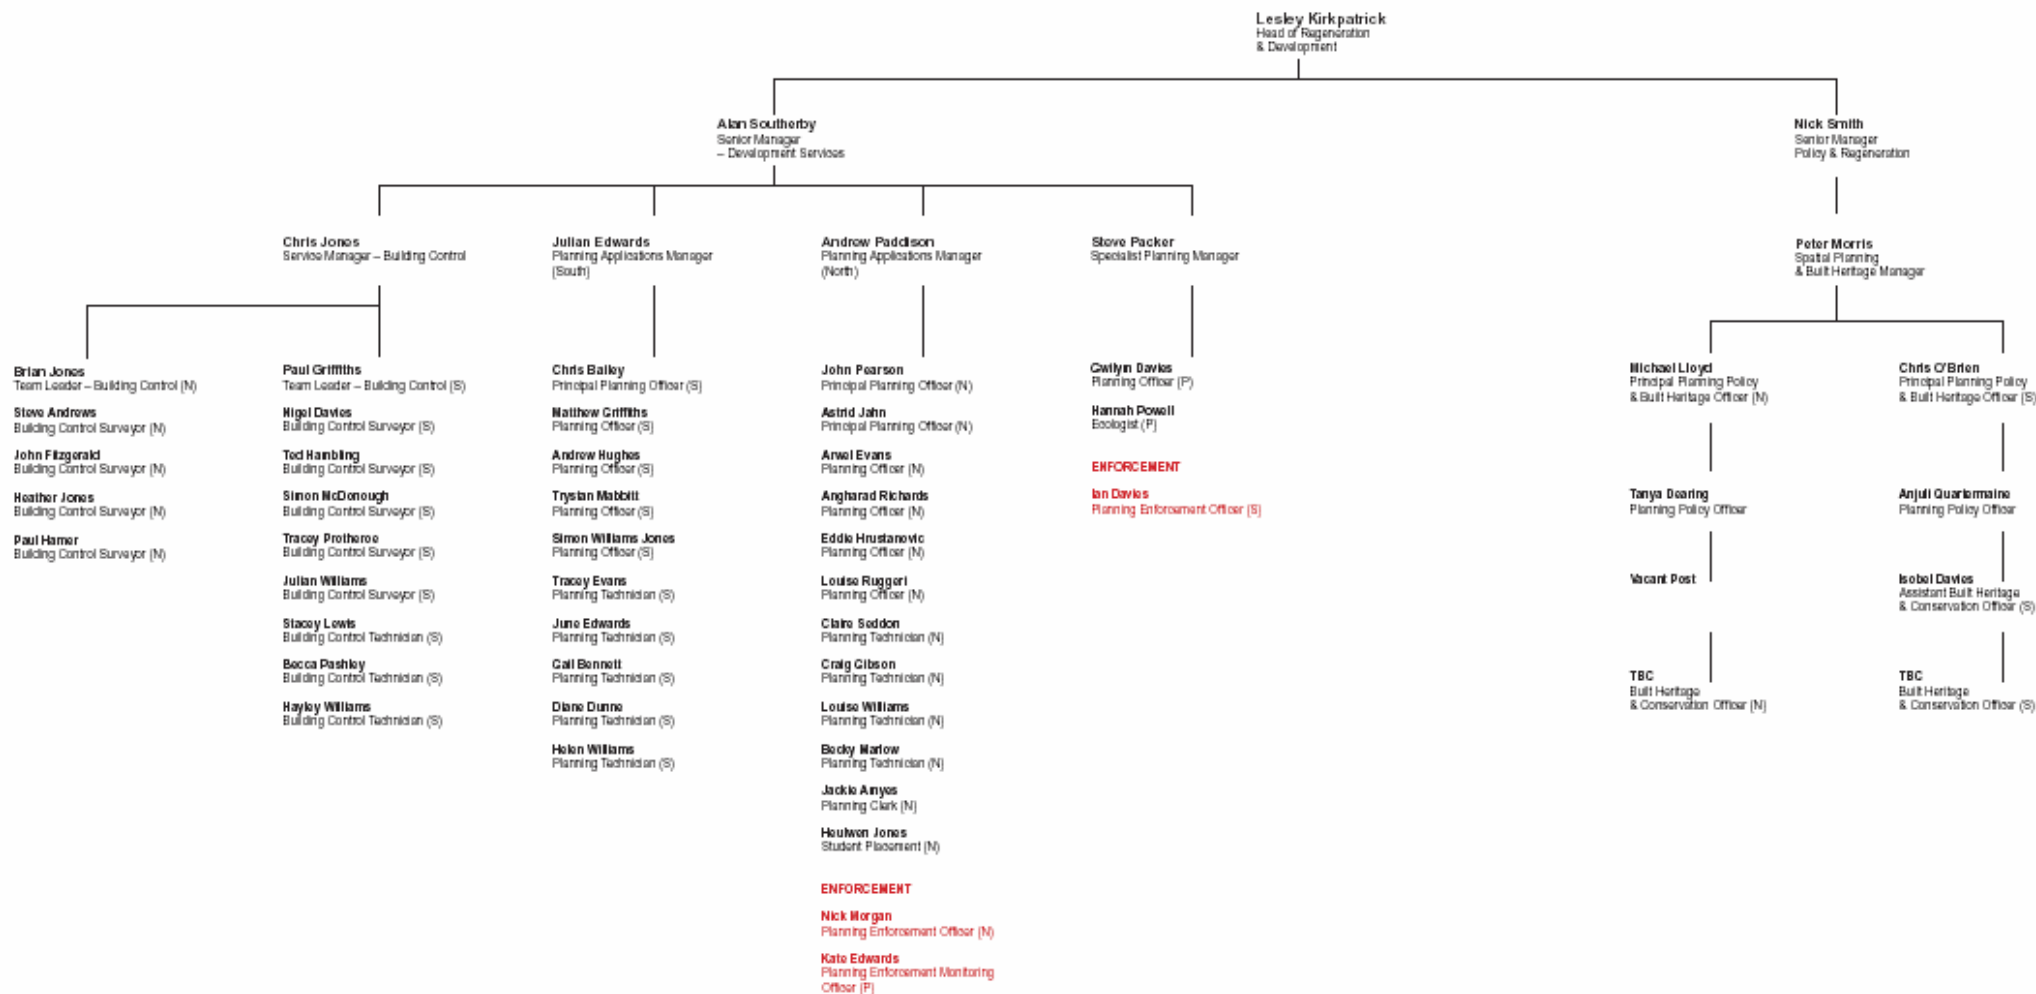 Lesley Kirkpatrick
Head of Regeneration
& Development
Alan Southerby
Senior Manager
– Development Services
Nick Smith
Senior Manager
Policy & Regeneration
Chris Jones
Service Manager – Building Control
Julian Edwards
Planning Applications Manager
(South)
Andrew Paddison
Planning Applications Manager
(North)
Steve Packer
Specialist Planning Manager
Peter Morris
Spatial Planning
& Built Heritage Manager
Brian Jones
Team Leader – Building Control (N)
Steve Andrews
Building Control Surveyor (N)
John Fitzgerald
Building Control Surveyor (N)
Heather Jones
Building Control Surveyor (N)
Paul Hamer
Building Control Surveyor (N)
Paul Griffiths
Team Leader – Building Control (S)
Nigel Davies
Building Control Surveyor (S)
Ted Hambling
Building Control Surveyor (S)
Simon McDonough
Building Control Surveyor (S)
Tracey Protheroe
Building Control Surveyor (S)
Julian Williams
Building Control Surveyor (S)
Stacey Lewis
Building Control Technician (S)
Becca Pashley
Building Control Technician (S)
Hayley Williams
Building Control Technician (S)
Chris Bailey
Principal Planning Officer (S)
Matthew Griffiths
Planning Officer (S)
Andrew Hughes
Planning Officer (S)
Trystan Mabbitt
Planning Officer (S)
Simon Williams Jones
Planning Officer (S)
Tracey Evans
Planning Technician (S)
June Edwards
Planning Technician (S)
Gail Bennett
Planning Technician (S)
Diane Dunne
Planning Technician (S)
Helen Williams
Planning Technician (S)
John Pearson
Principal Planning Officer (N)
Astrid Jahn
Principal Planning Officer (N)
Arwel Evans
Planning Officer (N)
Angharad Richards
Planning Officer (N)
Eddie Hrustanovic
Planning Officer (N)
Louise Ruggeri
Planning Officer (N)
Claire Seddon
Planning Technician (N)
Craig Gibson
Planning Technician (N)
Louise Williams
Planning Technician (N)
Becky Marlow
Planning Technician (N)
Jackie Amyes
Planning Clerk (N)
Heulwen Jones
Student Placement (N)
ENFORCEMENT
Nick Morgan
Planning Enforcement Officer (N)
Kate Edwards
Planning Enforcement Monitoring
Officer (P)
Gwilym Davies
Planning Officer (P)
Hannah Powell
Ecologist (P)
ENFORCEMENT
Ian Davies
Planning Enforcement Officer (S)
Michael Lloyd
Principal Planning Policy
& Built Heritage Officer (N)
Tanya Dearing
Planning Policy Officer
Vacant Post
TBC
Built Heritage
& Conservation Officer (N)
Chris O'Brien
Principal Planning Policy
& Built Heritage Officer (S)
Anjuli Quartermaine
Planning Policy Officer
Isobel Davies
Assistant Built Heritage
& Conservation Officer (S)
TBC
Built Heritage
& Conservation Officer (S)